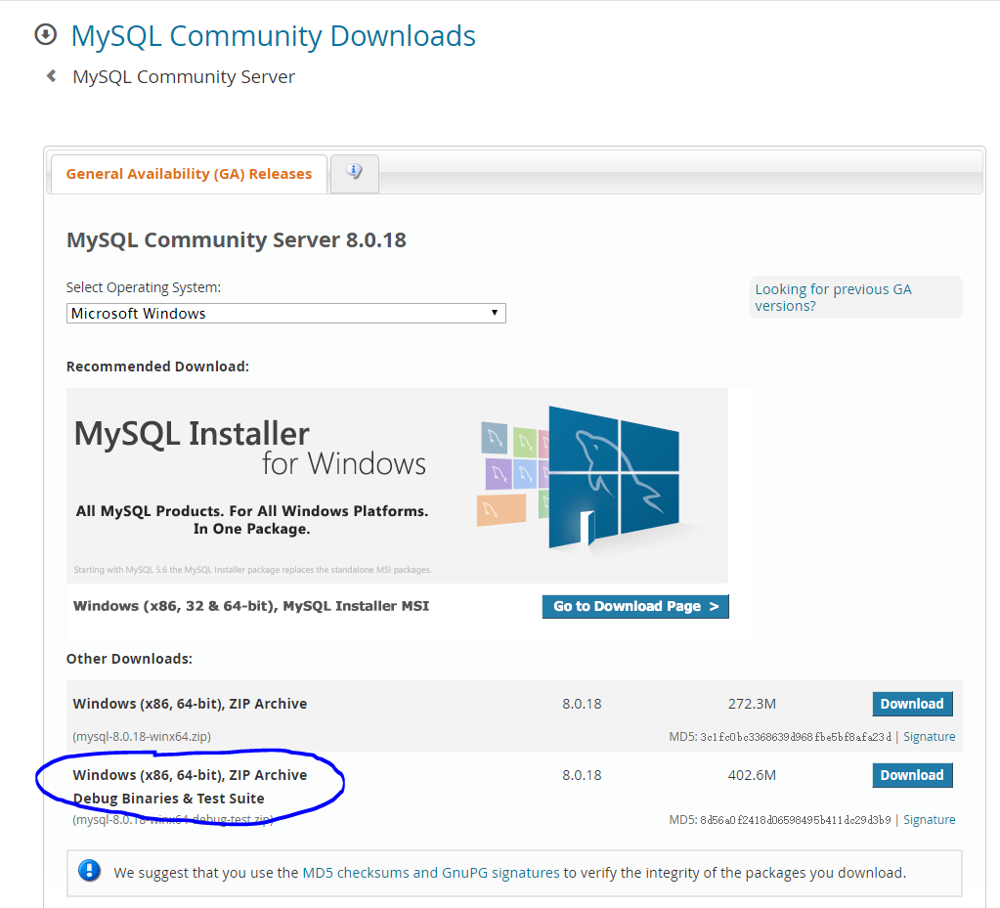 MySQL Community Downloads
MySQL Community Server
General Availability (GA) Releases
MySQL Community Server 8.0.18
Select Operating System:
Microsoft Windows
Looking for previous GA
versions?
Recommended Download:
MySQL Installer
for Windows
All MySQL Products. For All Windows Platforms.
In One Package.
Starting with MySQL 5.6 the MySQL Installer package replaces the standalone MSI packages.
Windows (x86, 32 & 64-bit), MySQL Installer MSI
Go to Download Page >
Other Downloads:
Windows (x86, 64-bit), ZIP Archive 8.0.18 272.3M Download
(mysql-8.0.18-winx64.zip) MD5: 3c1fc0bc3368639d968fbe5bf8afa23d | Signature
Windows (x86, 64-bit), ZIP Archive 8.0.18 402.6M Download
Debug Binaries & Test Suite
(mysql-8.0.18-winx64-debug-test.zip) MD5: 8d56a0f2418d06598495b411dc29d3b9 | Signature
We suggest that you use the MD5 checksums and GnuPG signatures to verify the integrity of the packages you download.